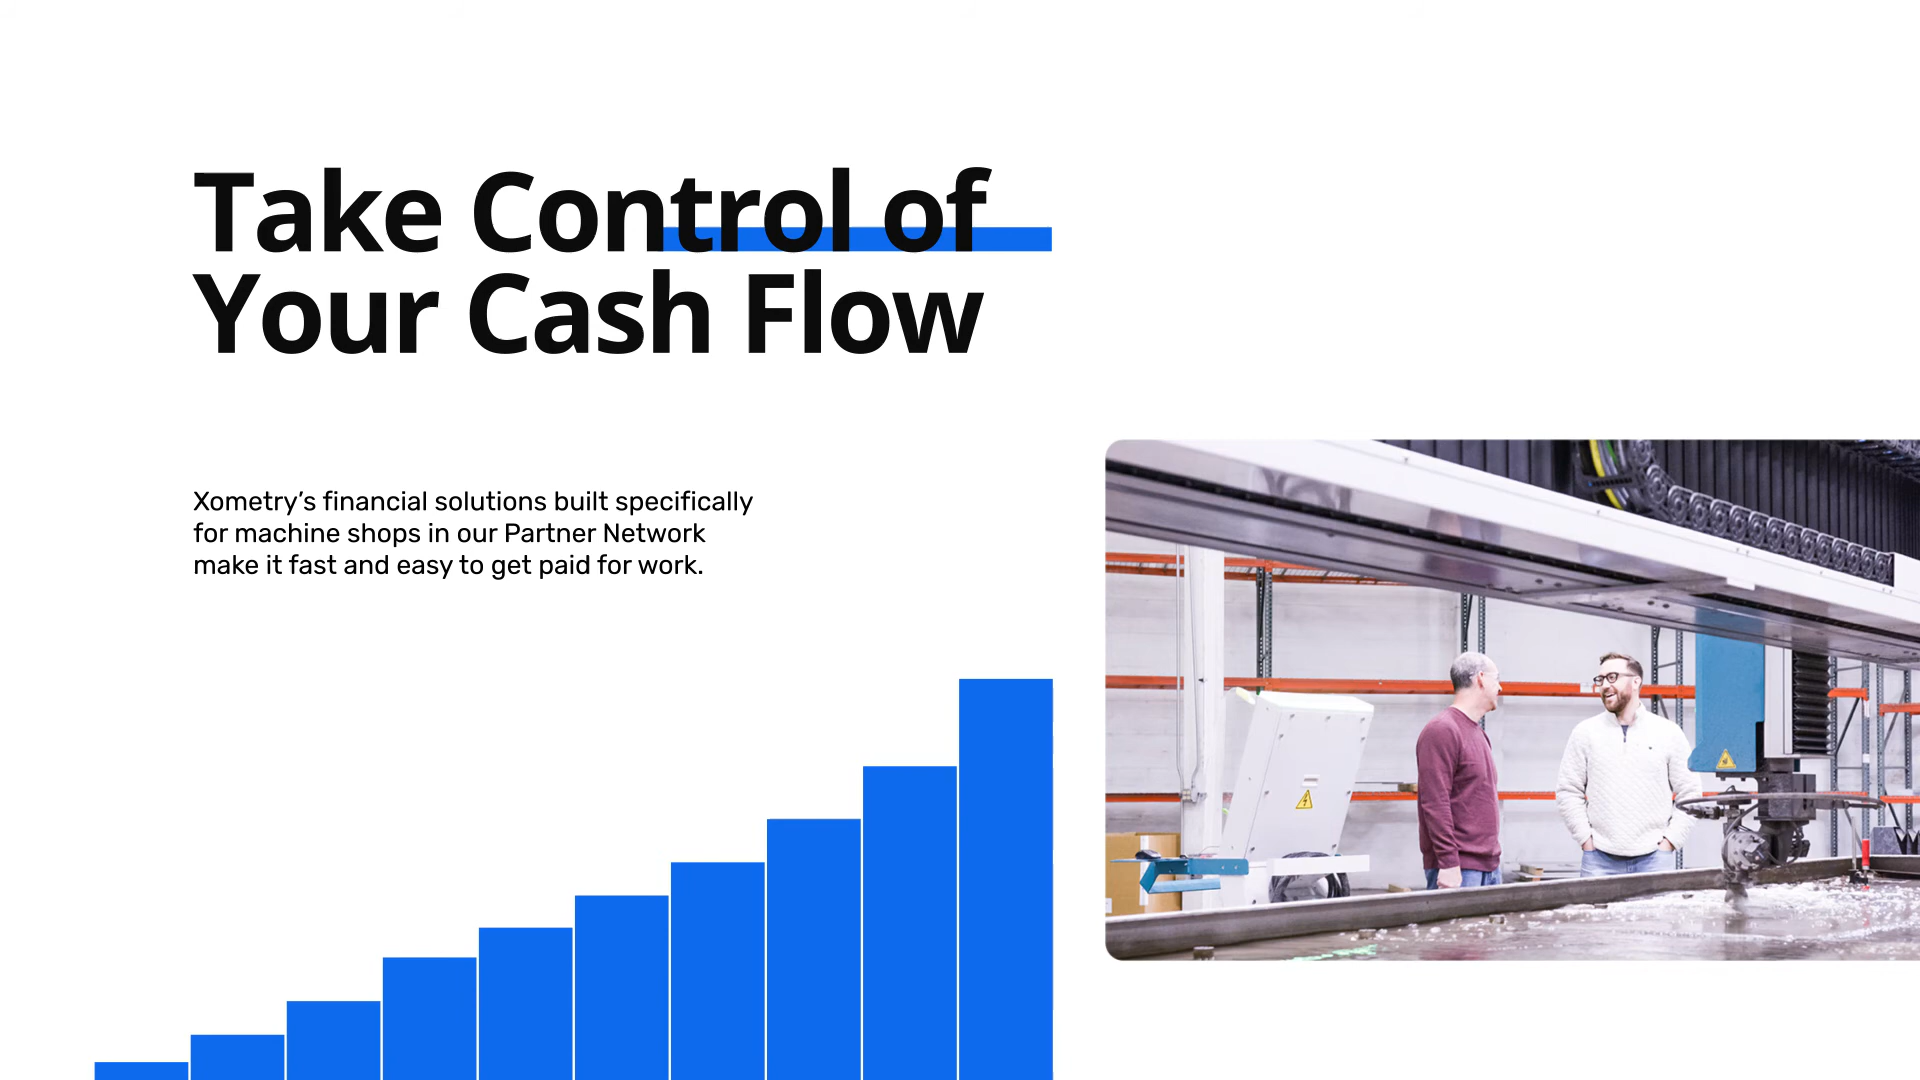 Take Control of
Your Cash Flow
Xometry’s financial solutions built specifically
for machine shops in our Partner Network
make it fast and easy to get paid for work.